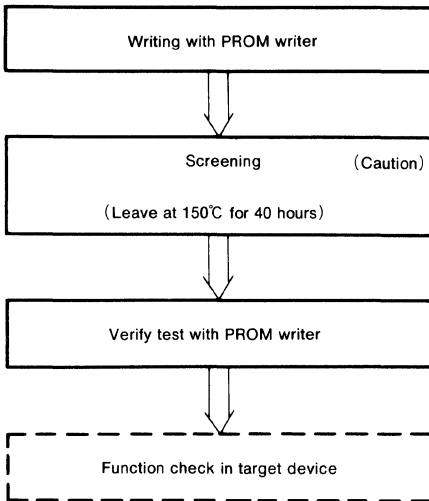 Writing with PROM writer
Screening (Caution)
(Leave at 150℃ for 40 hours)
Verify test with PROM writer
Function check in target device